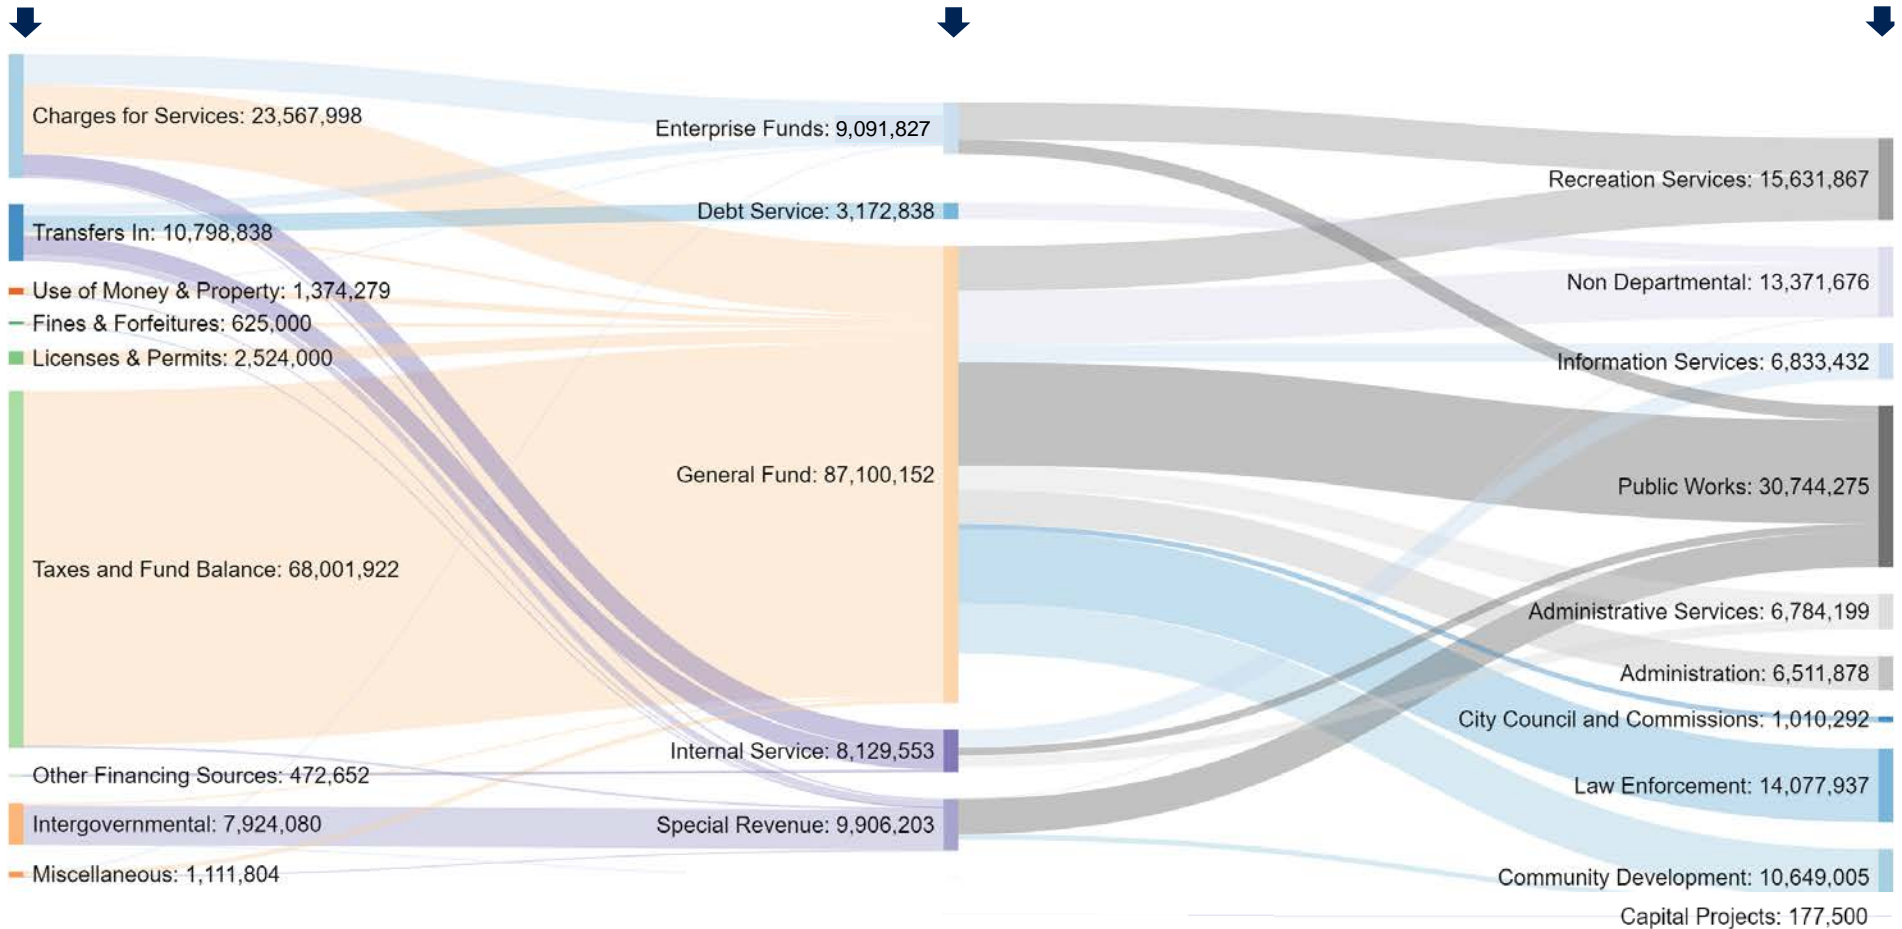 Charges for Services: 23,567,998
Transfers In: 10,798,838
Use of Money & Property: 1,374,279
Fines & Forfeitures: 625,000
Licenses & Permits: 2,524,000
Taxes and Fund Balance: 68,001,922
Other Financing Sources: 472,652
Intergovernmental: 7,924,080
Miscellaneous: 1,111,804
Enterprise Funds: 9,091,827
Debt Service: 3,172,838
General Fund: 87,100,152
Internal Service: 8,129,553
Special Revenue: 9,906,203
Recreation Services: 15,631,867
Non Departmental: 13,371,676
Information Services: 6,833,432
Public Works: 30,744,275
Administrative Services: 6,784,199
Administration: 6,511,878
City Council and Commissions: 1,010,292
Law Enforcement: 14,077,937
Community Development: 10,649,005
Capital Projects: 177,500